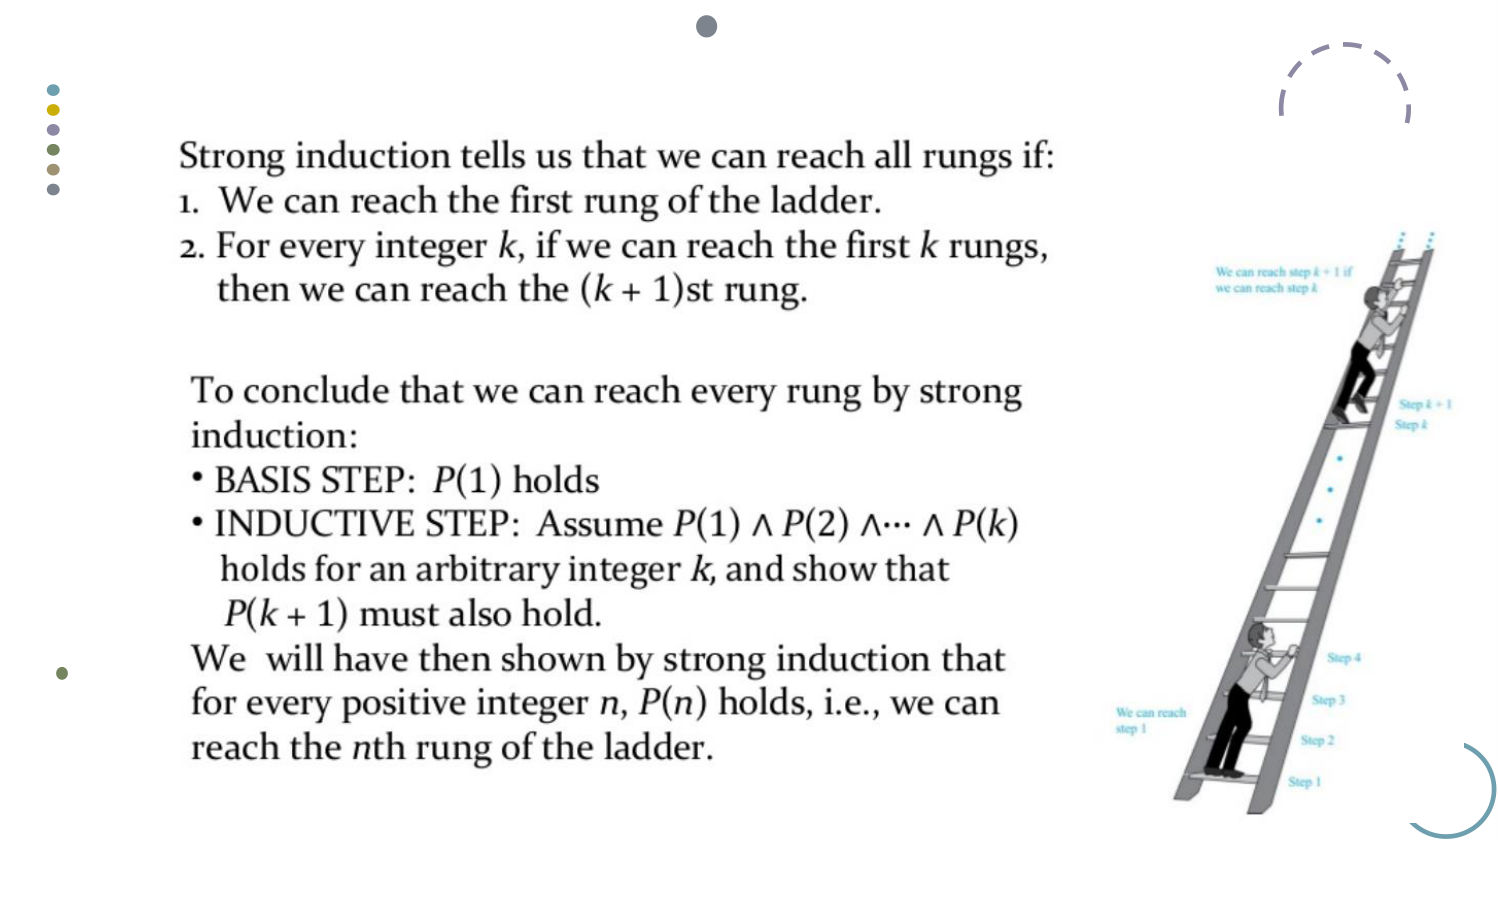 Strong induction tells us that we can reach all rungs if:
1. We can reach the first rung of the ladder.
2. For every integer k, if we can reach the first k rungs,
then we can reach the (k + 1)st rung.
To conclude that we can reach every rung by strong
induction:
• BASIS STEP: P(1) holds
• INDUCTIVE STEP: Assume P(1) ∧ P(2) ∧⋯ ∧ P(k)
holds for an arbitrary integer k, and show that
P(k + 1) must also hold.
We will have then shown by strong induction that
for every positive integer n, P(n) holds, i.e., we can
reach the nth rung of the ladder.
We can reach step k + 1 if
we can reach step k
Step k + 1
Step k
Step 4
Step 3
We can reach
step 1
Step 2
Step 1